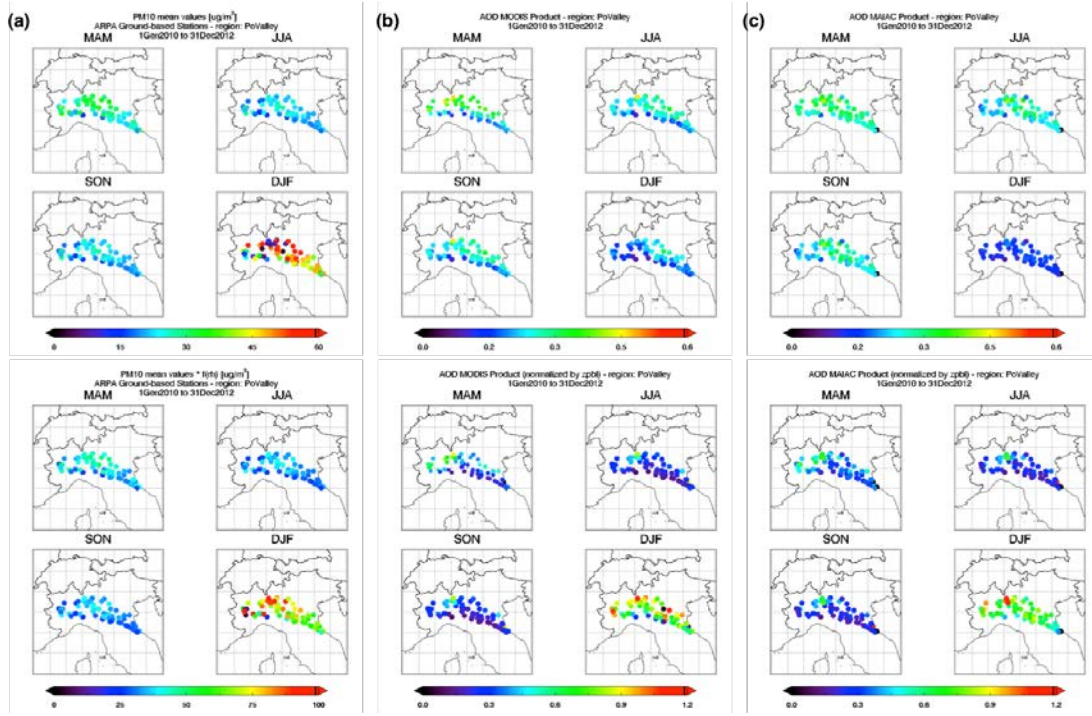 (a)
PM10 mean values [ug/m³]
ARPA Ground-based Stations - region: PoValley
1Gen2010 to 31Dec2012
MAM JJA
SON DJF
0 15 30 45 60
(b)
AOD MODIS Product - region: PoValley
1Gen2010 to 31Dec2012
MAM JJA
SON DJF
0.0 0.2 0.3 0.5 0.6
(c)
AOD MAIAC Product - region: PoValley
1Gen2010 to 31Dec2012
MAM JJA
SON DJF
0.0 0.2 0.3 0.5 0.6
PM10 mean values * f(rh) [ug/m³]
ARPA Ground-based Stations - region: PoValley
1Gen2010 to 31Dec2012
MAM JJA
SON DJF
0 25 50 75 100
AOD MODIS Product (normalized by zpbl) - region: PoValley
1Gen2010 to 31Dec2012
MAM JJA
SON DJF
0.0 0.3 0.6 0.9 1.2
AOD MAIAC Product (normalized by zpbl) - region: PoValley
1Gen2010 to 31Dec2012
MAM JJA
SON DJF
0.0 0.3 0.6 0.9 1.2